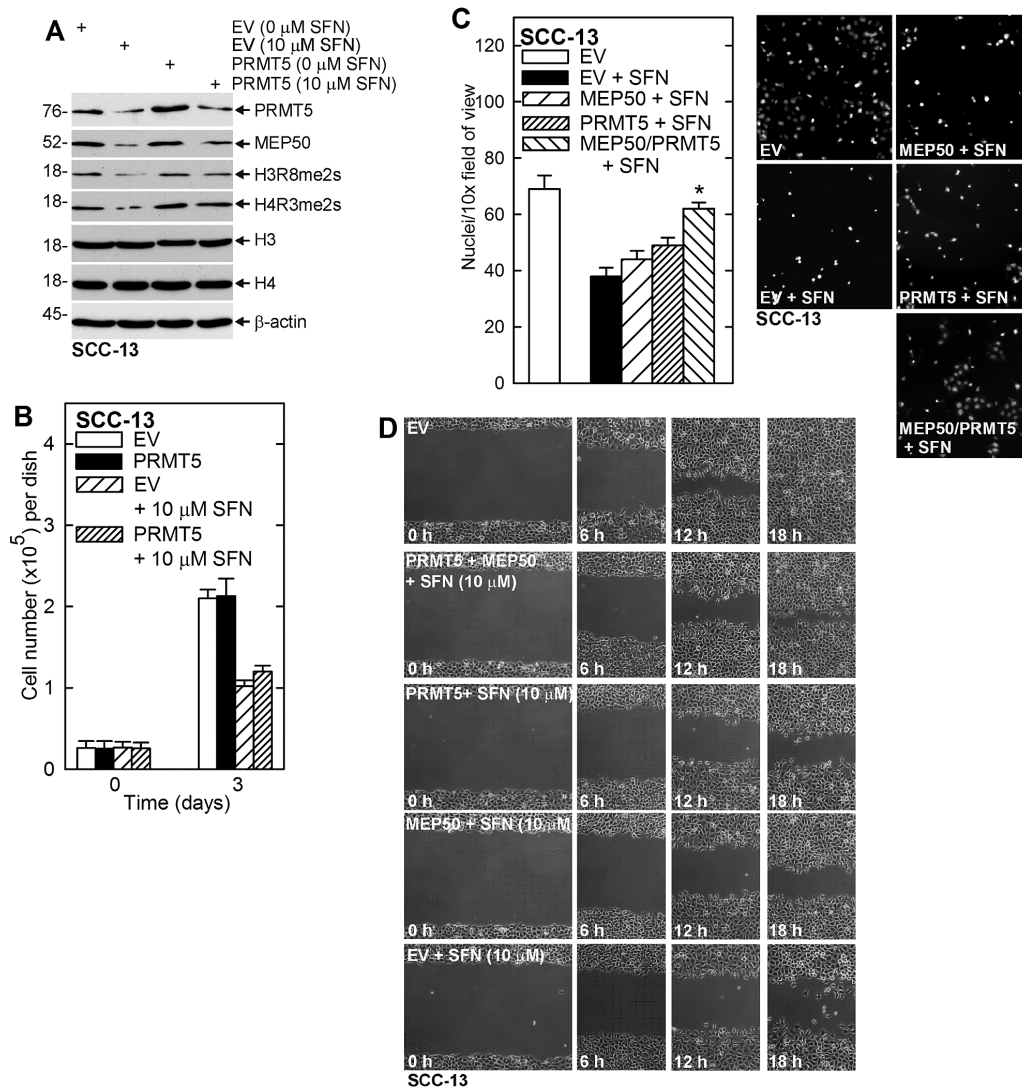 A
+ EV (0 μM SFN)
+ EV (10 μM SFN)
+ PRMT5 (0 μM SFN)
+ PRMT5 (10 μM SFN)
76- PRMT5
52- MEP50
18- H3R8me2s
18- H4R3me2s
18- H3
18- H4
45- β-actin
SCC-13
B
SCC-13
EV
PRMT5
EV
+ 10 μM SFN
PRMT5
+ 10 μM SFN
Cell number (x10⁵) per dish
4
3
2
1
0
0 3
Time (days)
C
SCC-13
EV
EV + SFN
MEP50 + SFN
PRMT5 + SFN
MEP50/PRMT5
+ SFN
*
Nuclei/10x field of view
120
100
80
60
40
20
0
EV
MEP50 + SFN
EV + SFN
PRMT5 + SFN
SCC-13
MEP50/PRMT5
+ SFN
D
EV
0 h 6 h 12 h 18 h
PRMT5 + MEP50
+ SFN (10 μM)
0 h 6 h 12 h 18 h
PRMT5+ SFN (10 μM)
0 h 6 h 12 h 18 h
MEP50 + SFN (10 μM
0 h 6 h 12 h 18 h
EV + SFN (10 μM)
0 h 6 h 12 h 18 h
SCC-13